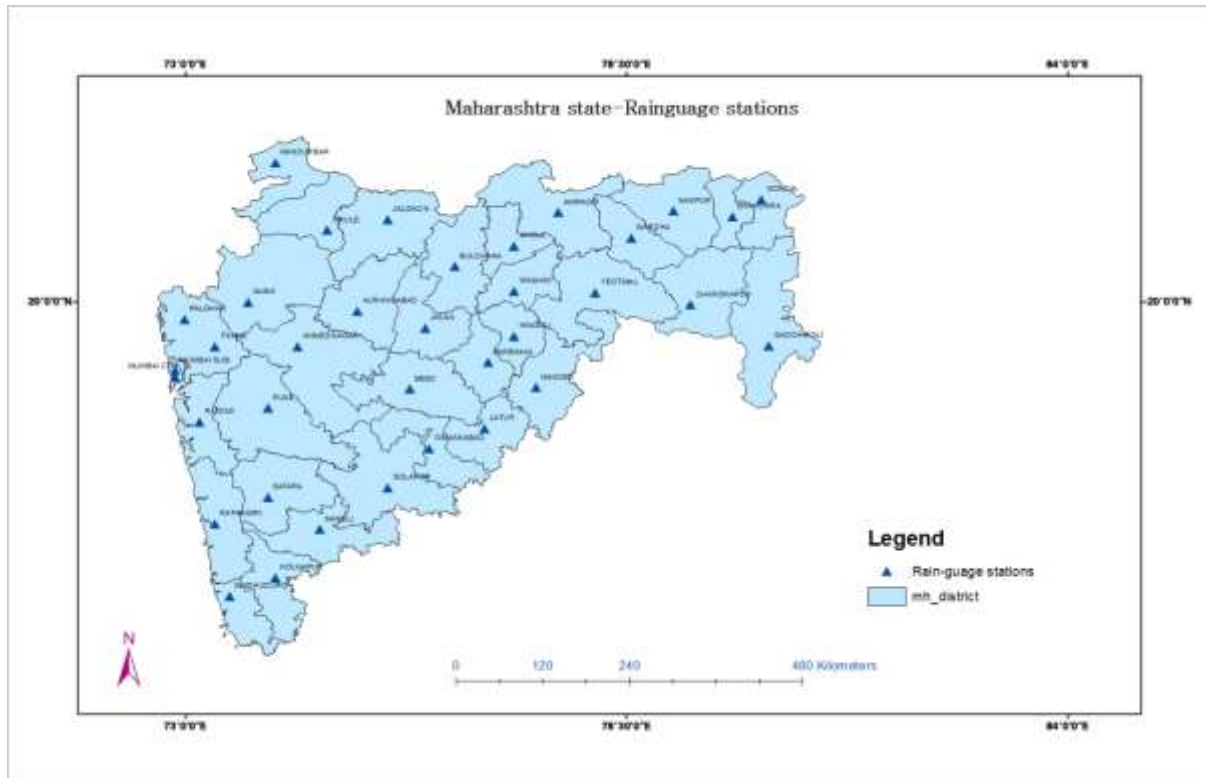 73°0'0"E 78°30'0"E 84°0'0"E
Maharashtra state-Rainguage stations
NANDURBAR
GONDIA
NAGPUR
AMRAOTI
BHANDARA
JALGAON
DHULE
WARDHA
AKOLA
BULDHANA
WASHIM
YEOTMAL
20°0'0"N
20°0'0"N
NASIK
AURANGABAD
CHANDRAPUR
PALGHAR
JALNA
HINGOLI
THANE
AHMEDNAGAR
GADCHIROLI
PARBHANI
MUMBAI SUB
MUMBAI CITY
BEED
NANDED
PUNE
RAIGAD
LATUR
OSMANABAD
SATARA
SOLAPUR
RATNAGIRI
SANGLI
Legend
Rain-guage stations
KOLHAPUR
mh_district
N
0 120 240 480 Kilometers
73°0'0"E 78°30'0"E 84°0'0"E